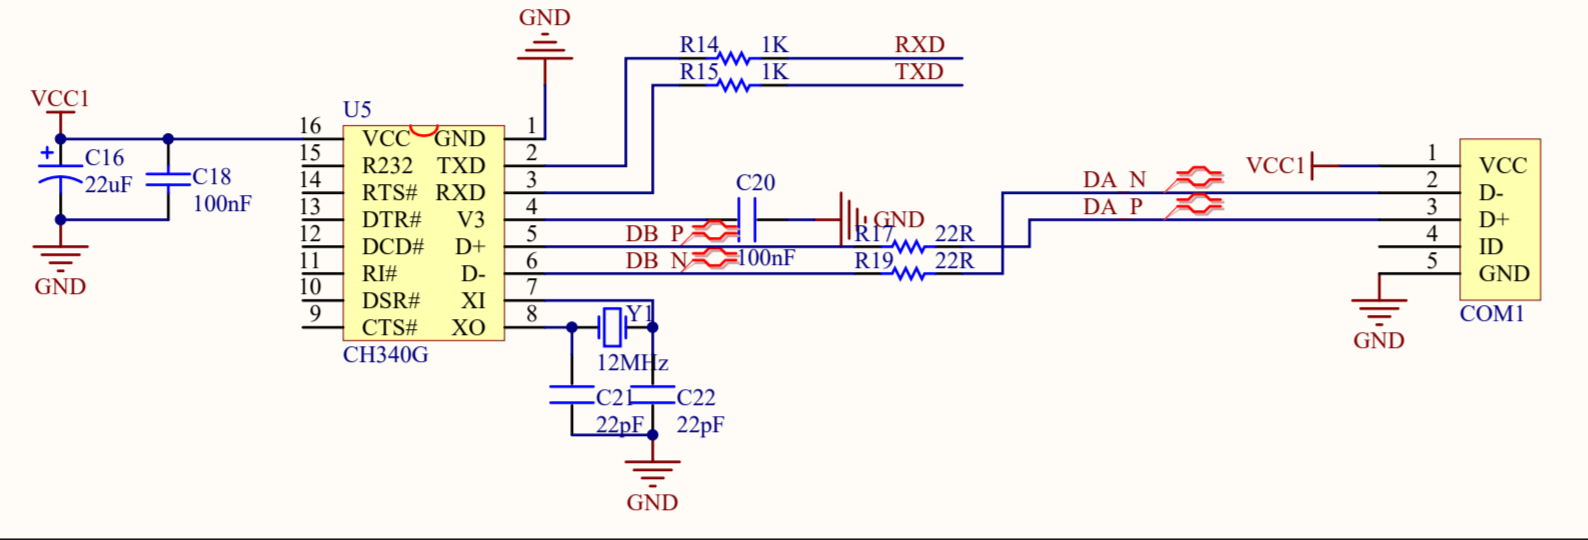 GND
R14 1K RXD
R15 1K TXD
VCC1
U5
16 VCC GND 1
15 R232 TXD 2
14 RTS# RXD 3
13 DTR# V3 4
12 DCD# D+ 5
11 RI# D- 6
10 DSR# XI 7
9 CTS# XO 8
CH340G
+ C16
22uF
C18
100nF
GND
C20
100nF
GND
DB P
DB N
R17 22R
R19 22R
Y1
12MHz
C21
22pF
C22
22pF
GND
DA N
DA P
VCC1
1 VCC
2 D-
3 D+
4 ID
5 GND
COM1
GND